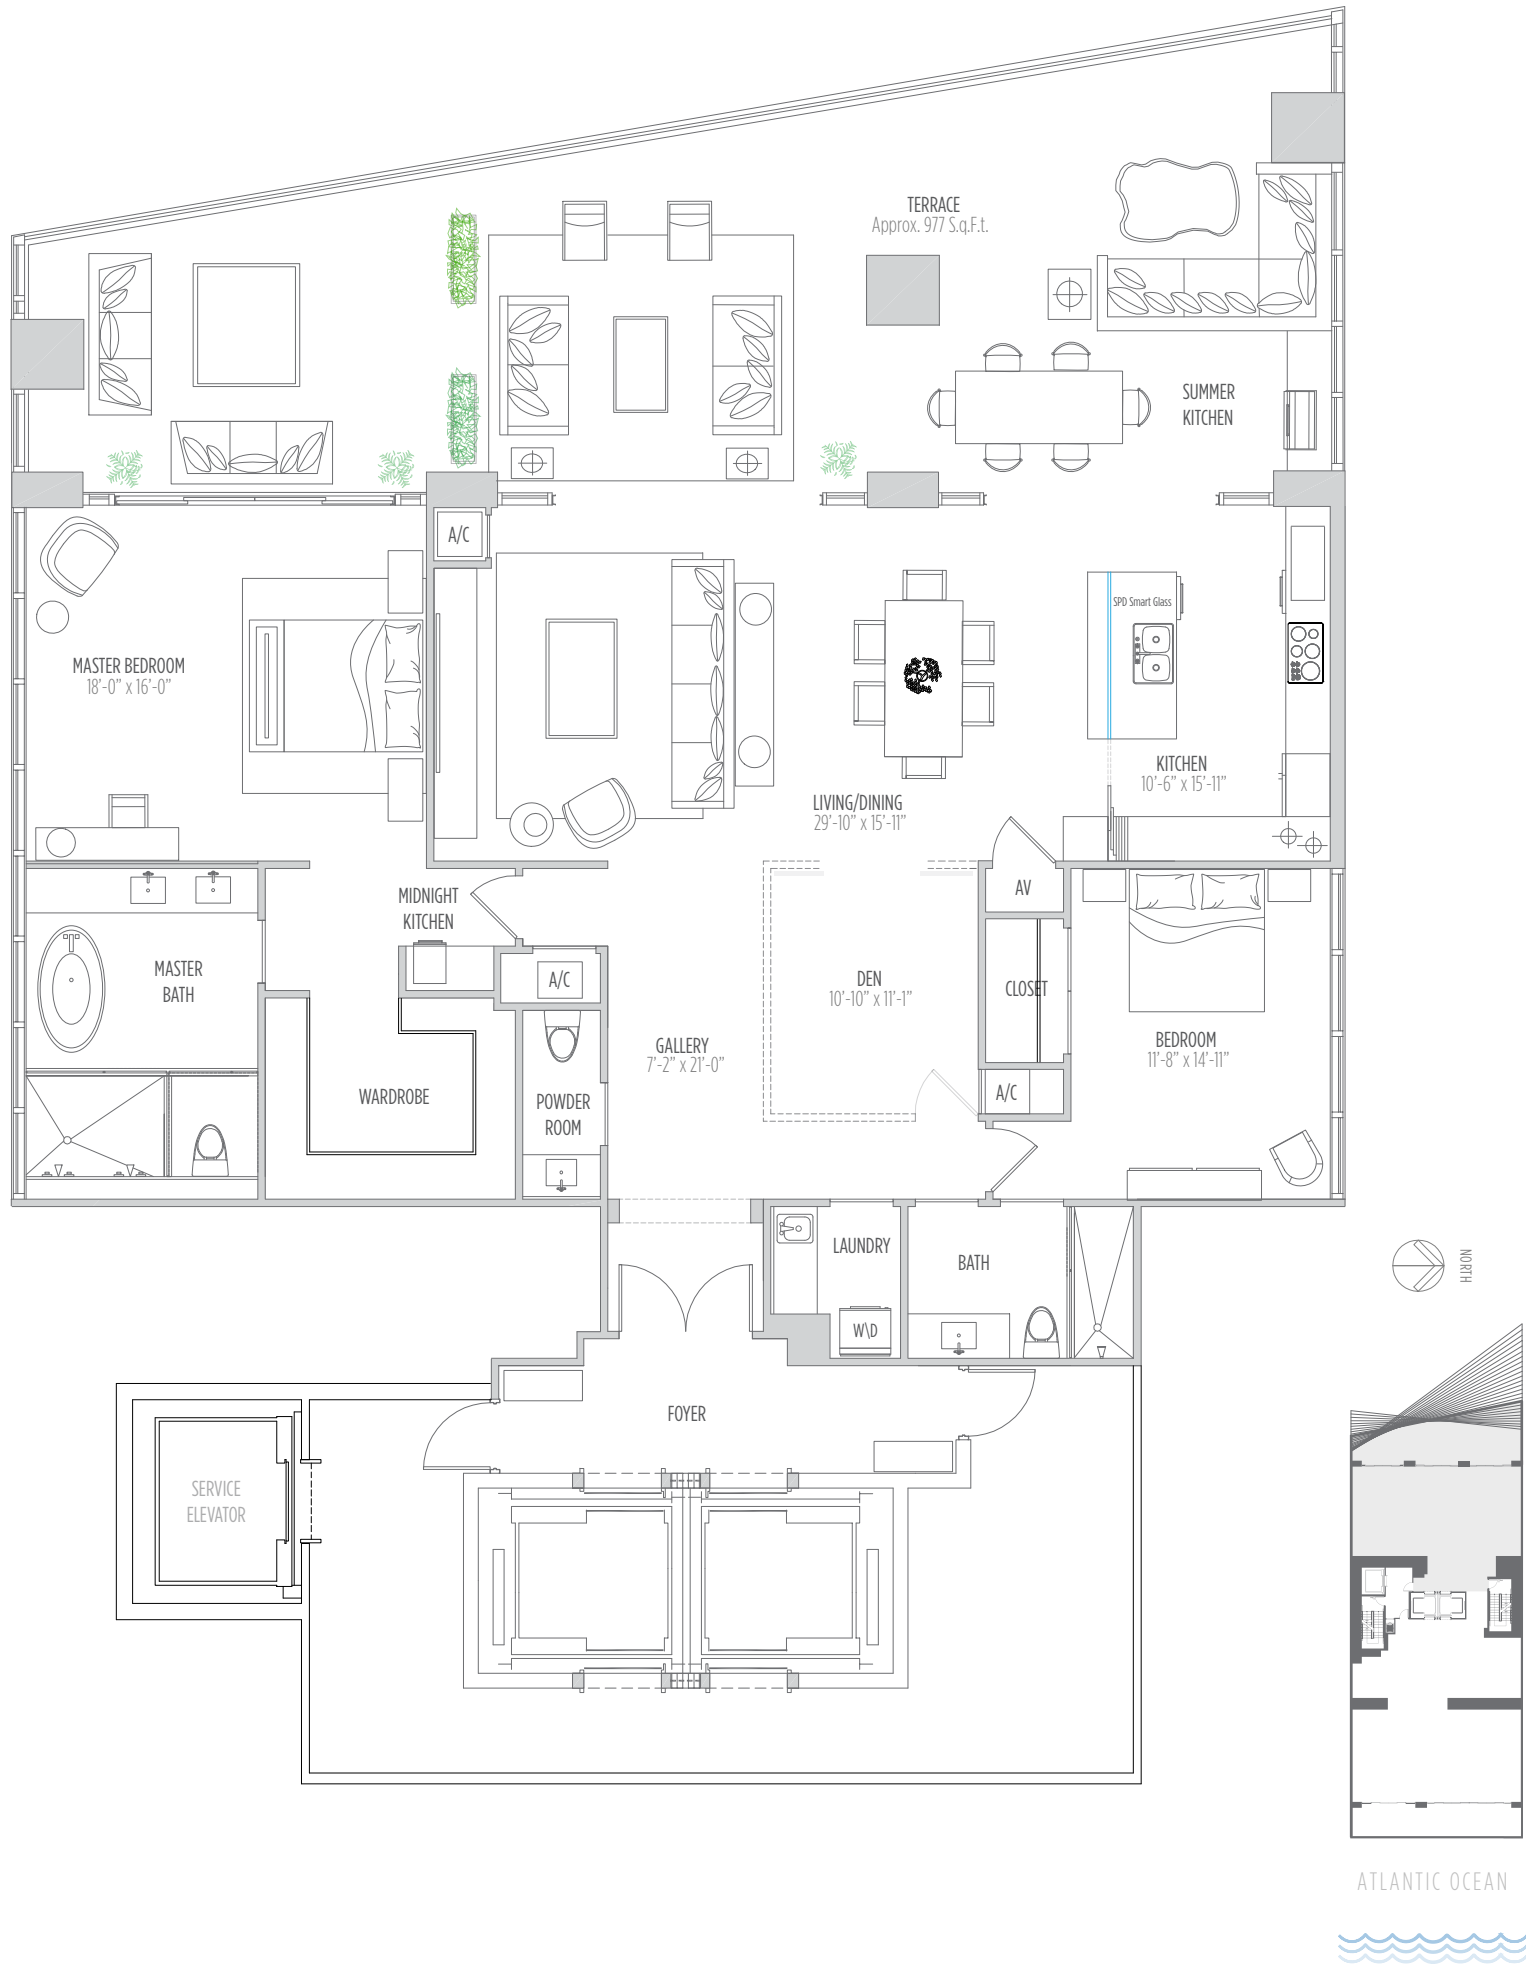 TERRACE
Approx. 977 S.q.F.t.
SUMMER
KITCHEN
A/C
SPD Smart Glass
MASTER BEDROOM
18'-0" x 16'-0"
KITCHEN
10'-6" x 15'-11"
LIVING/DINING
29'-10" x 15'-11"
MIDNIGHT
KITCHEN
AV
MASTER
BATH
A/C
DEN
10'-10" x 11'-1"
CLOSET
GALLERY
7'-2" x 21'-0"
BEDROOM
11'-8" x 14'-11"
WARDROBE
POWDER
ROOM
A/C
LAUNDRY
BATH
NORTH
W\D
FOYER
SERVICE
ELEVATOR
ATLANTIC OCEAN